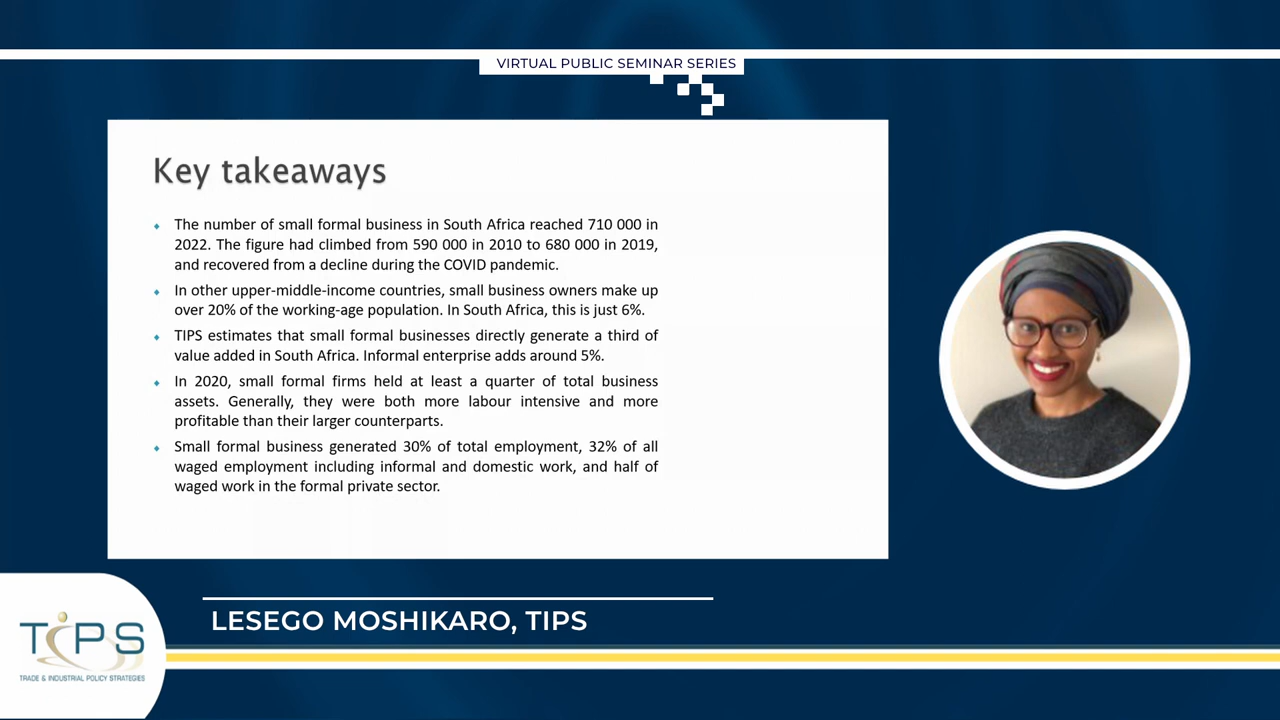 VIRTUAL PUBLIC SEMINAR SERIES
Key takeaways
The number of small formal business in South Africa reached 710 000 in
2022. The figure had climbed from 590 000 in 2010 to 680 000 in 2019,
and recovered from a decline during the COVID pandemic.
In other upper-middle-income countries, small business owners make up
over 20% of the working-age population. In South Africa, this is just 6%.
TIPS estimates that small formal businesses directly generate a third of
value added in South Africa. Informal enterprise adds around 5%.
In 2020, small formal firms held at least a quarter of total business
assets. Generally, they were both more labour intensive and more
profitable than their larger counterparts.
Small formal business generated 30% of total employment, 32% of all
waged employment including informal and domestic work, and half of
waged work in the formal private sector.
LESEGO MOSHIKARO, TIPS
TIPS
TRADE & INDUSTRIAL POLICY STRATEGIES